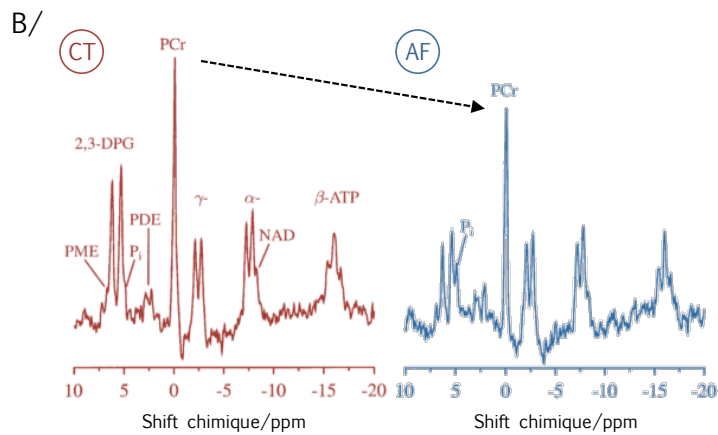 B/
CT
PCr
2,3-DPG
PME
Pi
PDE
γ-
α-
NAD
β-ATP
10 5 0 -5 -10 -15 -20
Shift chimique/ppm
AF
PCr
Pi
10 5 0 -5 -10 -15 -20
Shift chimique/ppm